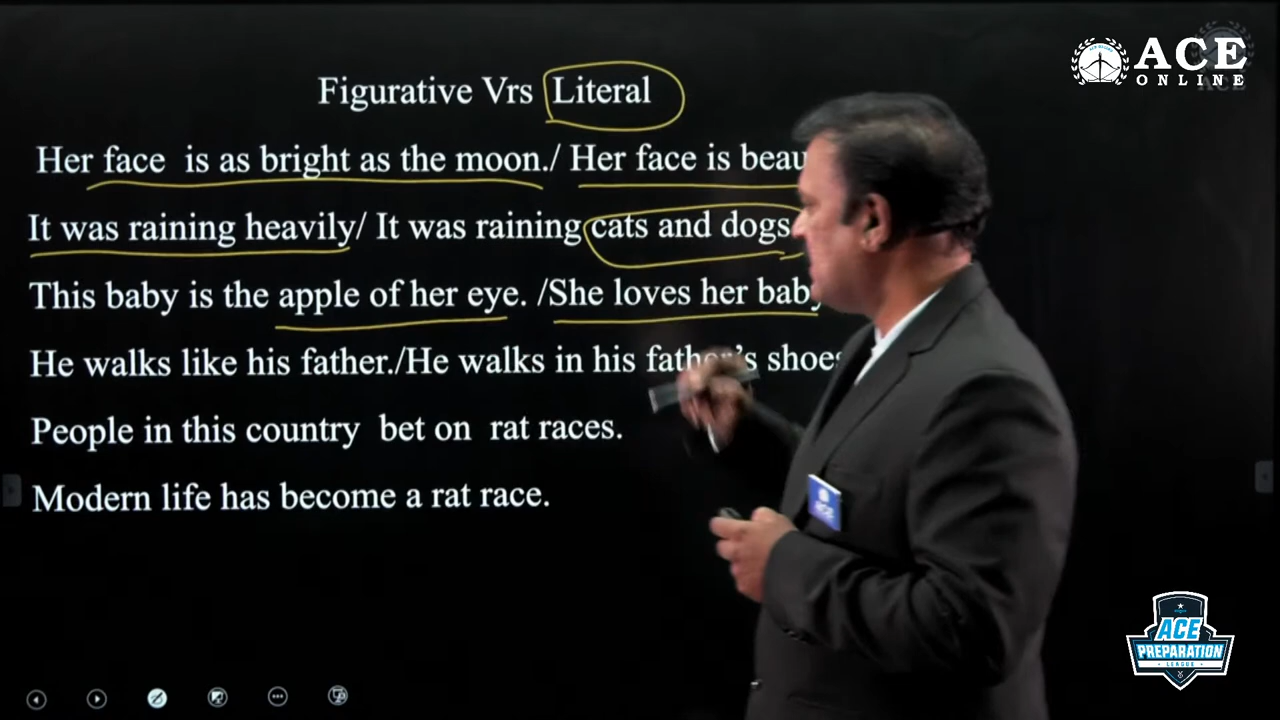 ACE
ONLINE
Figurative Vrs Literal
Her face is as bright as the moon./ Her face is
It was raining heavily/ It was raining cats and dogs
This baby is the apple of her eye. /She loves her
He walks like his father./He walks in his father's
People in this country bet on rat races.
Modern life has become a rat race.
ACE
PREPARATION
LEAGUE